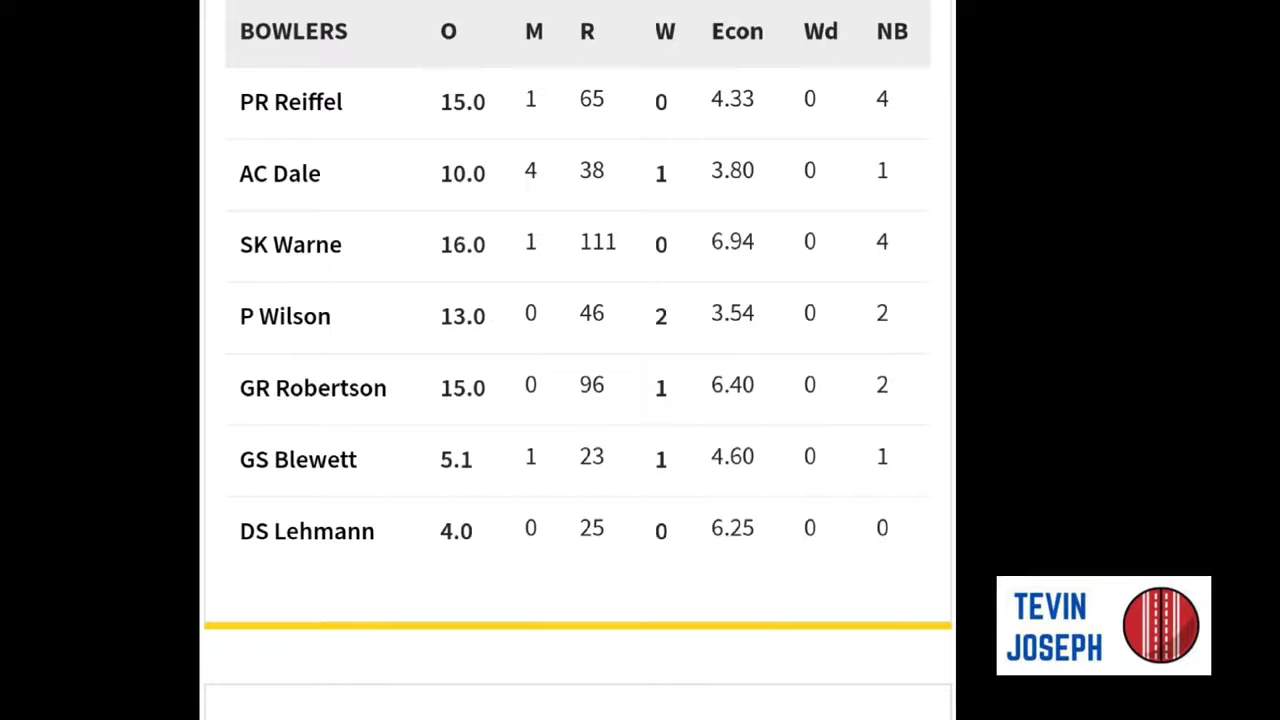 BOWLERS O M R W Econ Wd NB
PR Reiffel 15.0 1 65 0 4.33 0 4
AC Dale 10.0 4 38 1 3.80 0 1
SK Warne 16.0 1 111 0 6.94 0 4
P Wilson 13.0 0 46 2 3.54 0 2
GR Robertson 15.0 0 96 1 6.40 0 2
GS Blewett 5.1 1 23 1 4.60 0 1
DS Lehmann 4.0 0 25 0 6.25 0 0
TEVIN
JOSEPH